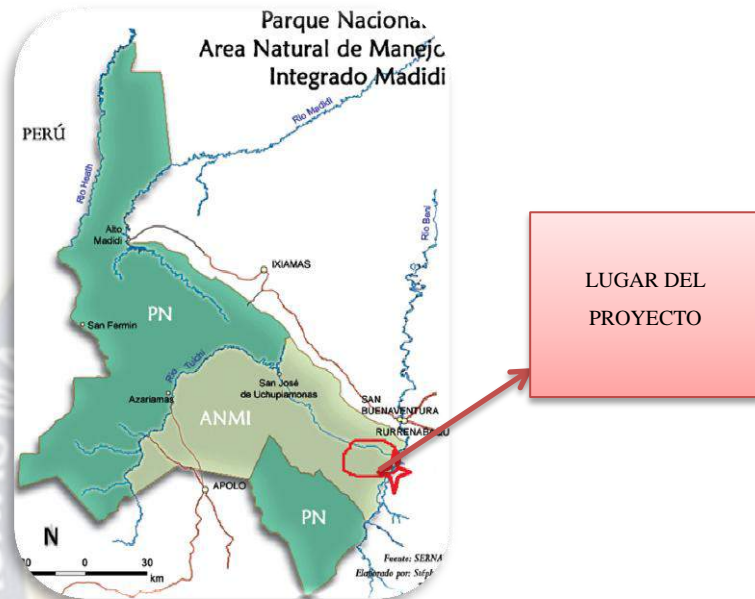 Parque Naciona.
Area Natural de Manejo
Integrado Madidi
PERÚ
Rio Madidi
Rio Heath
Rio Beni
Alto
Madidi
IXIAMAS
PN
San Fermin
Rio Tuichi
San José
de Uchupiamonas
Azariamas
ANMI
SAN
BUENAVENTURA
RURRENABAQU
APOLO
PN
N
0 30
km
Fuente: SERNA
Elaborado por: Stéph
LUGAR DEL
PROYECTO